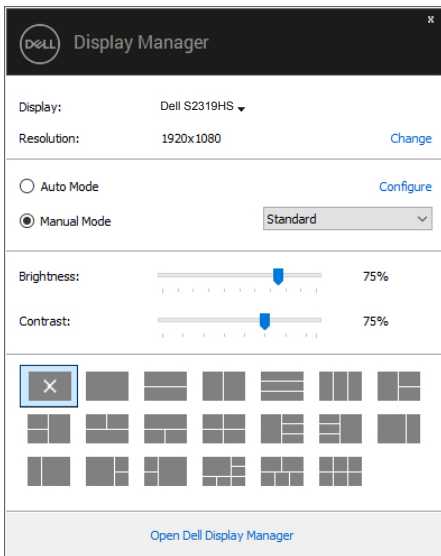 x
DELL Display Manager
Display: Dell S2319HS
Resolution: 1920x1080 Change
Auto Mode Configure
Manual Mode Standard
Brightness: 75%
Contrast: 75%
Open Dell Display Manager